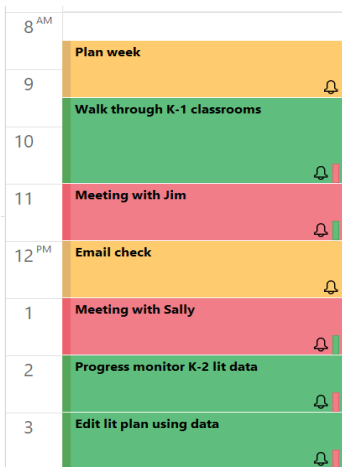 8 AM
Plan week
9
Walk through K-1 classrooms
10
11
Meeting with Jim
12 PM
Email check
1
Meeting with Sally
2
Progress monitor K-2 lit data
3
Edit lit plan using data